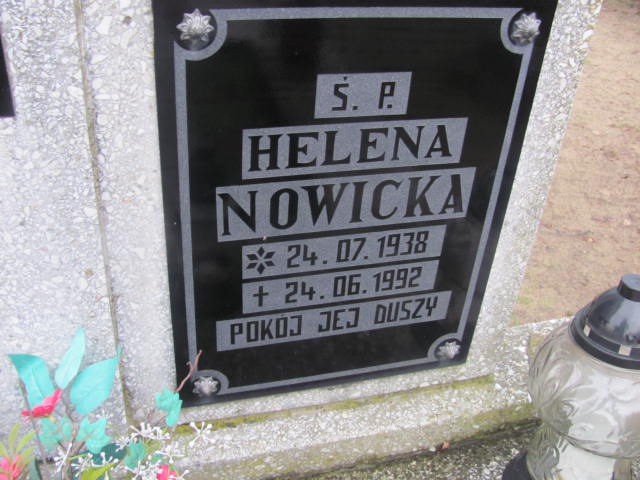 Ś. P.
HELENA
NOWICKA
24.07.1938
✝ 24.06.1992
POKÓJ JEJ DUSZY